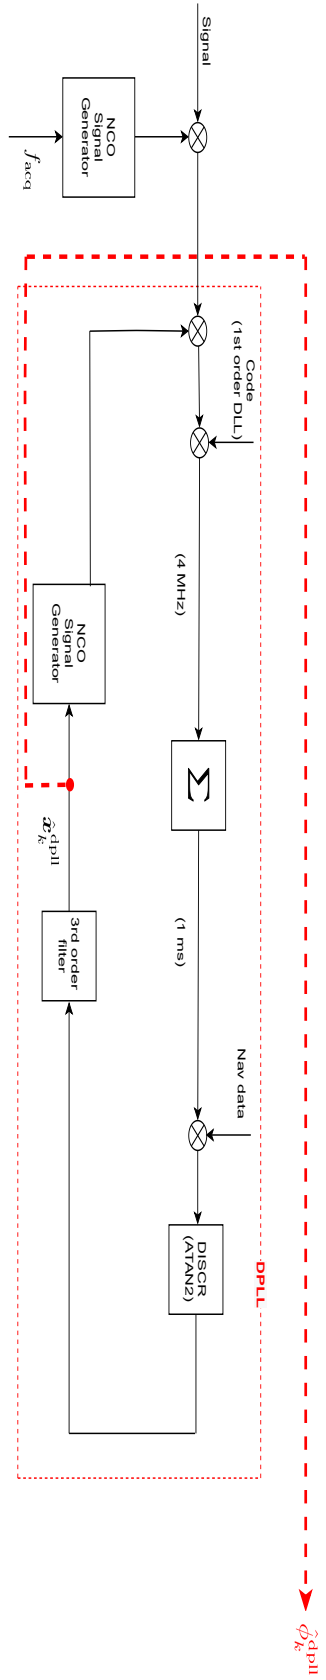 Signal
NCO
Signal
Generator
f_acq
Code
(1st order DLL)
(4 MHz)
Σ
(1 ms)
Nav data
DISCR
(ATAN2)
DPLL
NCO
Signal
Generator
x̂_k^dpll
3rd order
filter
φ̂_k^dpll